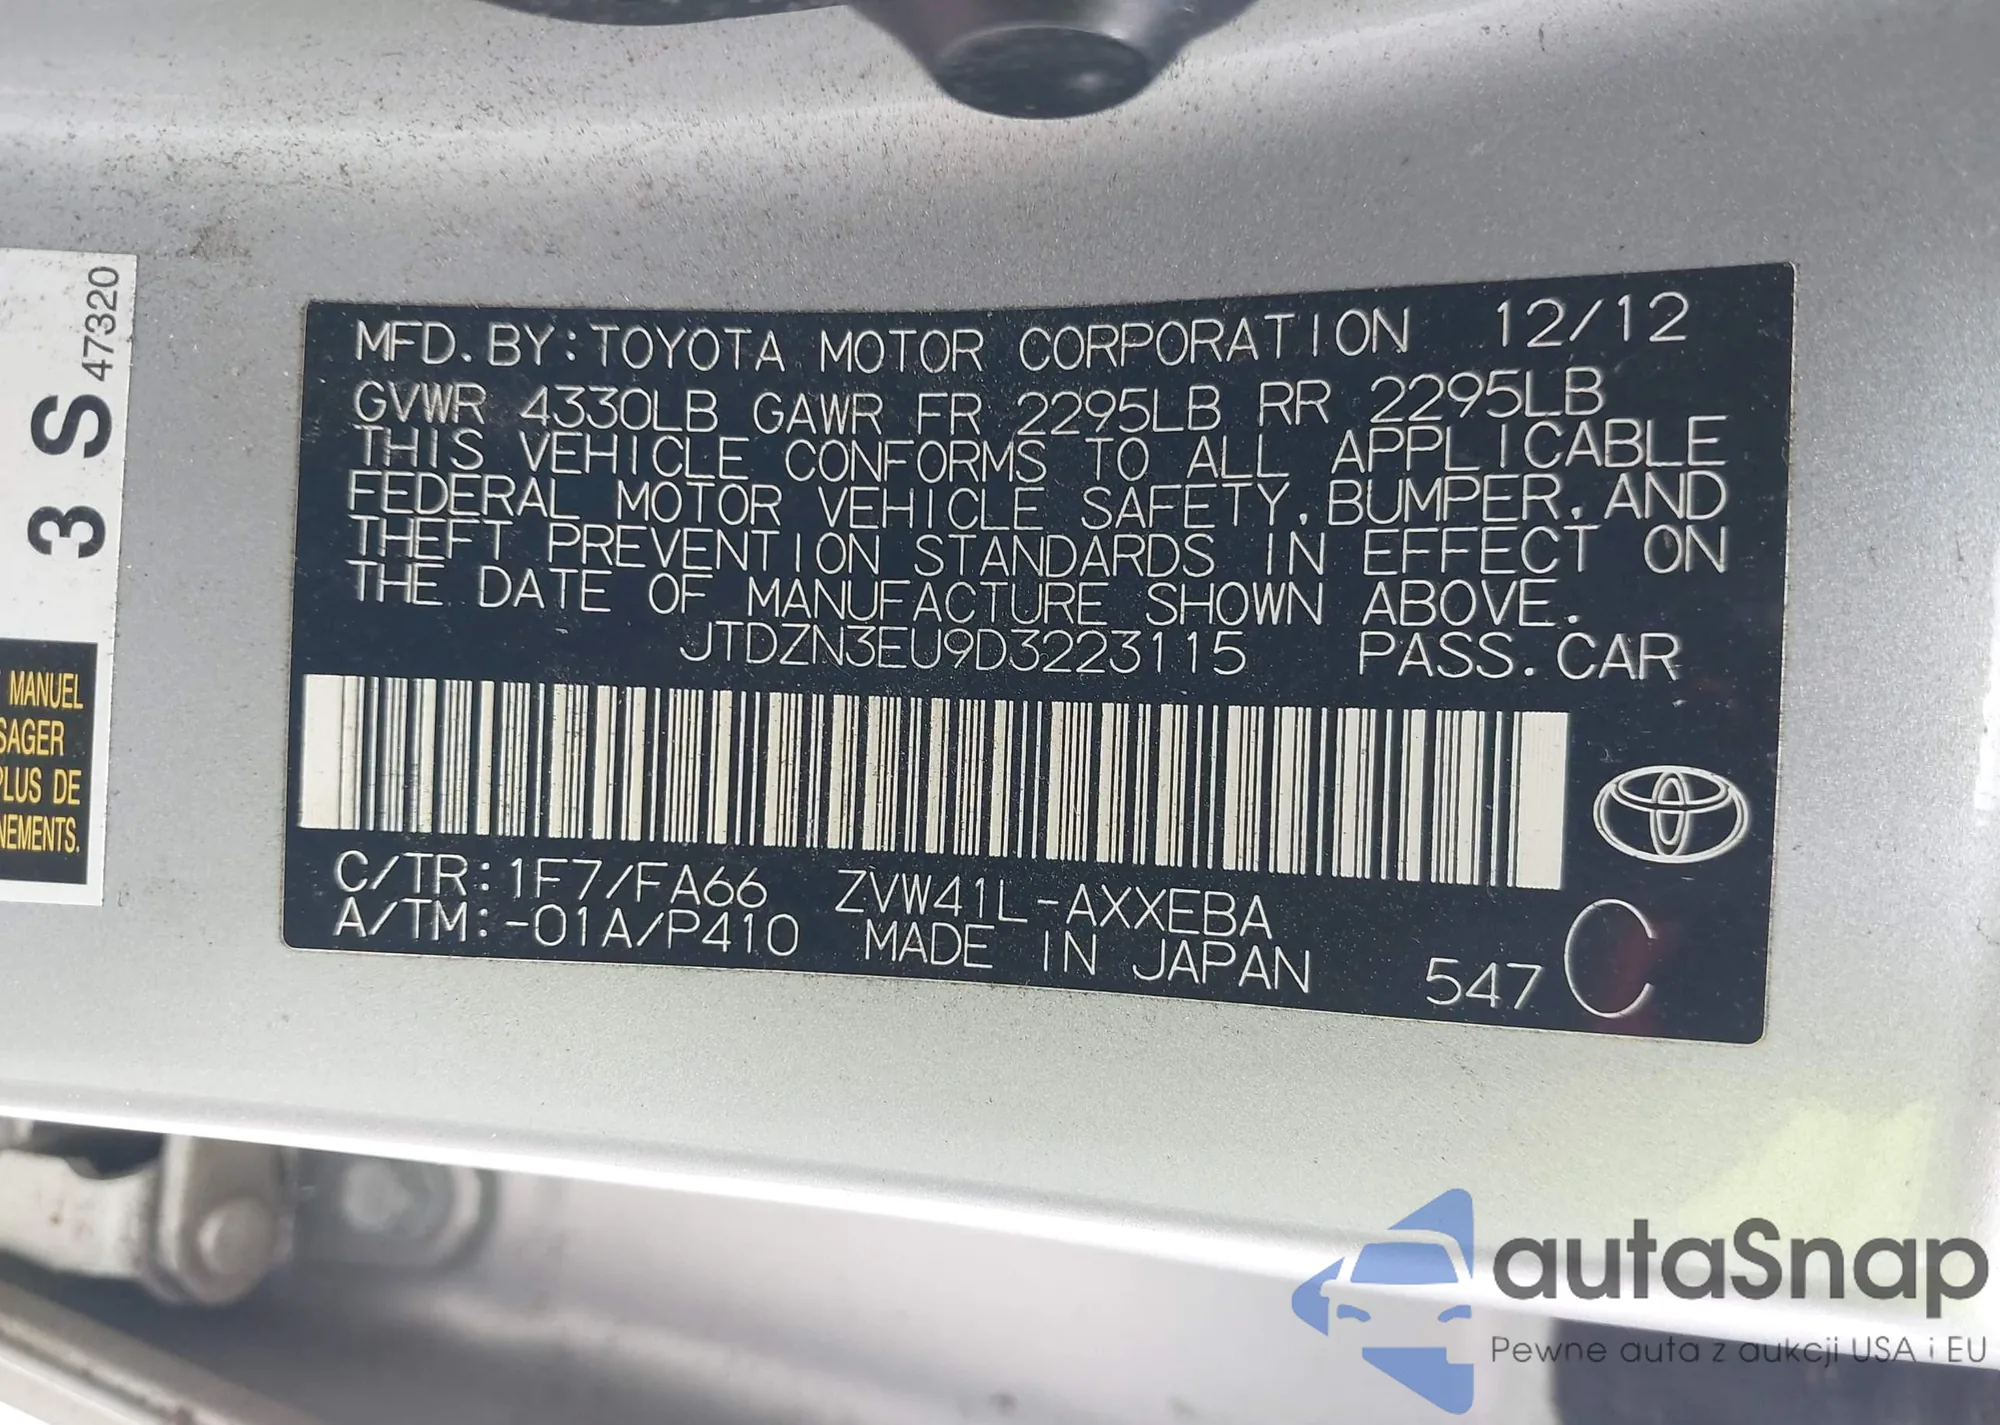 MFD. BY: TOYOTA MOTOR CORPORATION 12/12
GVWR 4330LB GAWR FR 2295LB RR 2295LB
THIS VEHICLE CONFORMS TO ALL APPLICABLE
FEDERAL MOTOR VEHICLE SAFETY, BUMPER, AND
THEFT PREVENTION STANDARDS IN EFFECT ON
THE DATE OF MANUFACTURE SHOWN ABOVE.
JTDZN3EU9D3223115 PASS. CAR
C/TR: 1F7/FA66 ZVW41L-AXXEBA
A/TM: -01A/P410 MADE IN JAPAN
547 C
3 S 47320
MANUEL
SAGER
PLUS DE
NEMENTS.
autaSnap
Pewne auta z aukcji USA i EU